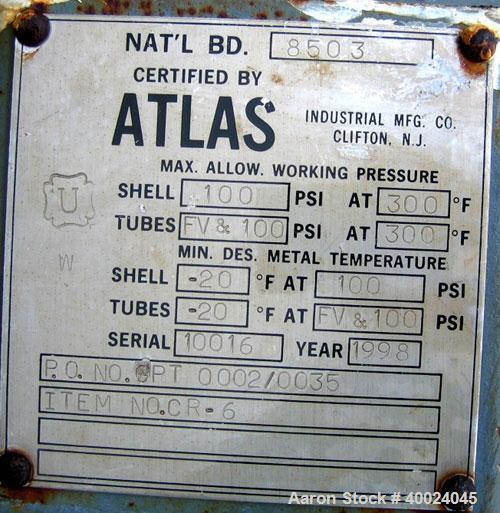 NAT'L BD. 8503
CERTIFIED BY
ATLAS INDUSTRIAL MFG. CO.
CLIFTON, N.J.
MAX. ALLOW. WORKING PRESSURE
SHELL 100 PSI AT 300 °F
TUBES FV & 100 PSI AT 300 °F
U
MIN. DES. METAL TEMPERATURE
W
SHELL -20 °F AT 100 PSI
TUBES -20 °F AT FV & 100 PSI
SERIAL 10016 YEAR 1998
P.O. NO. 0002/0035
ITEM NO. CR-6
Aaron Stock # 40024045